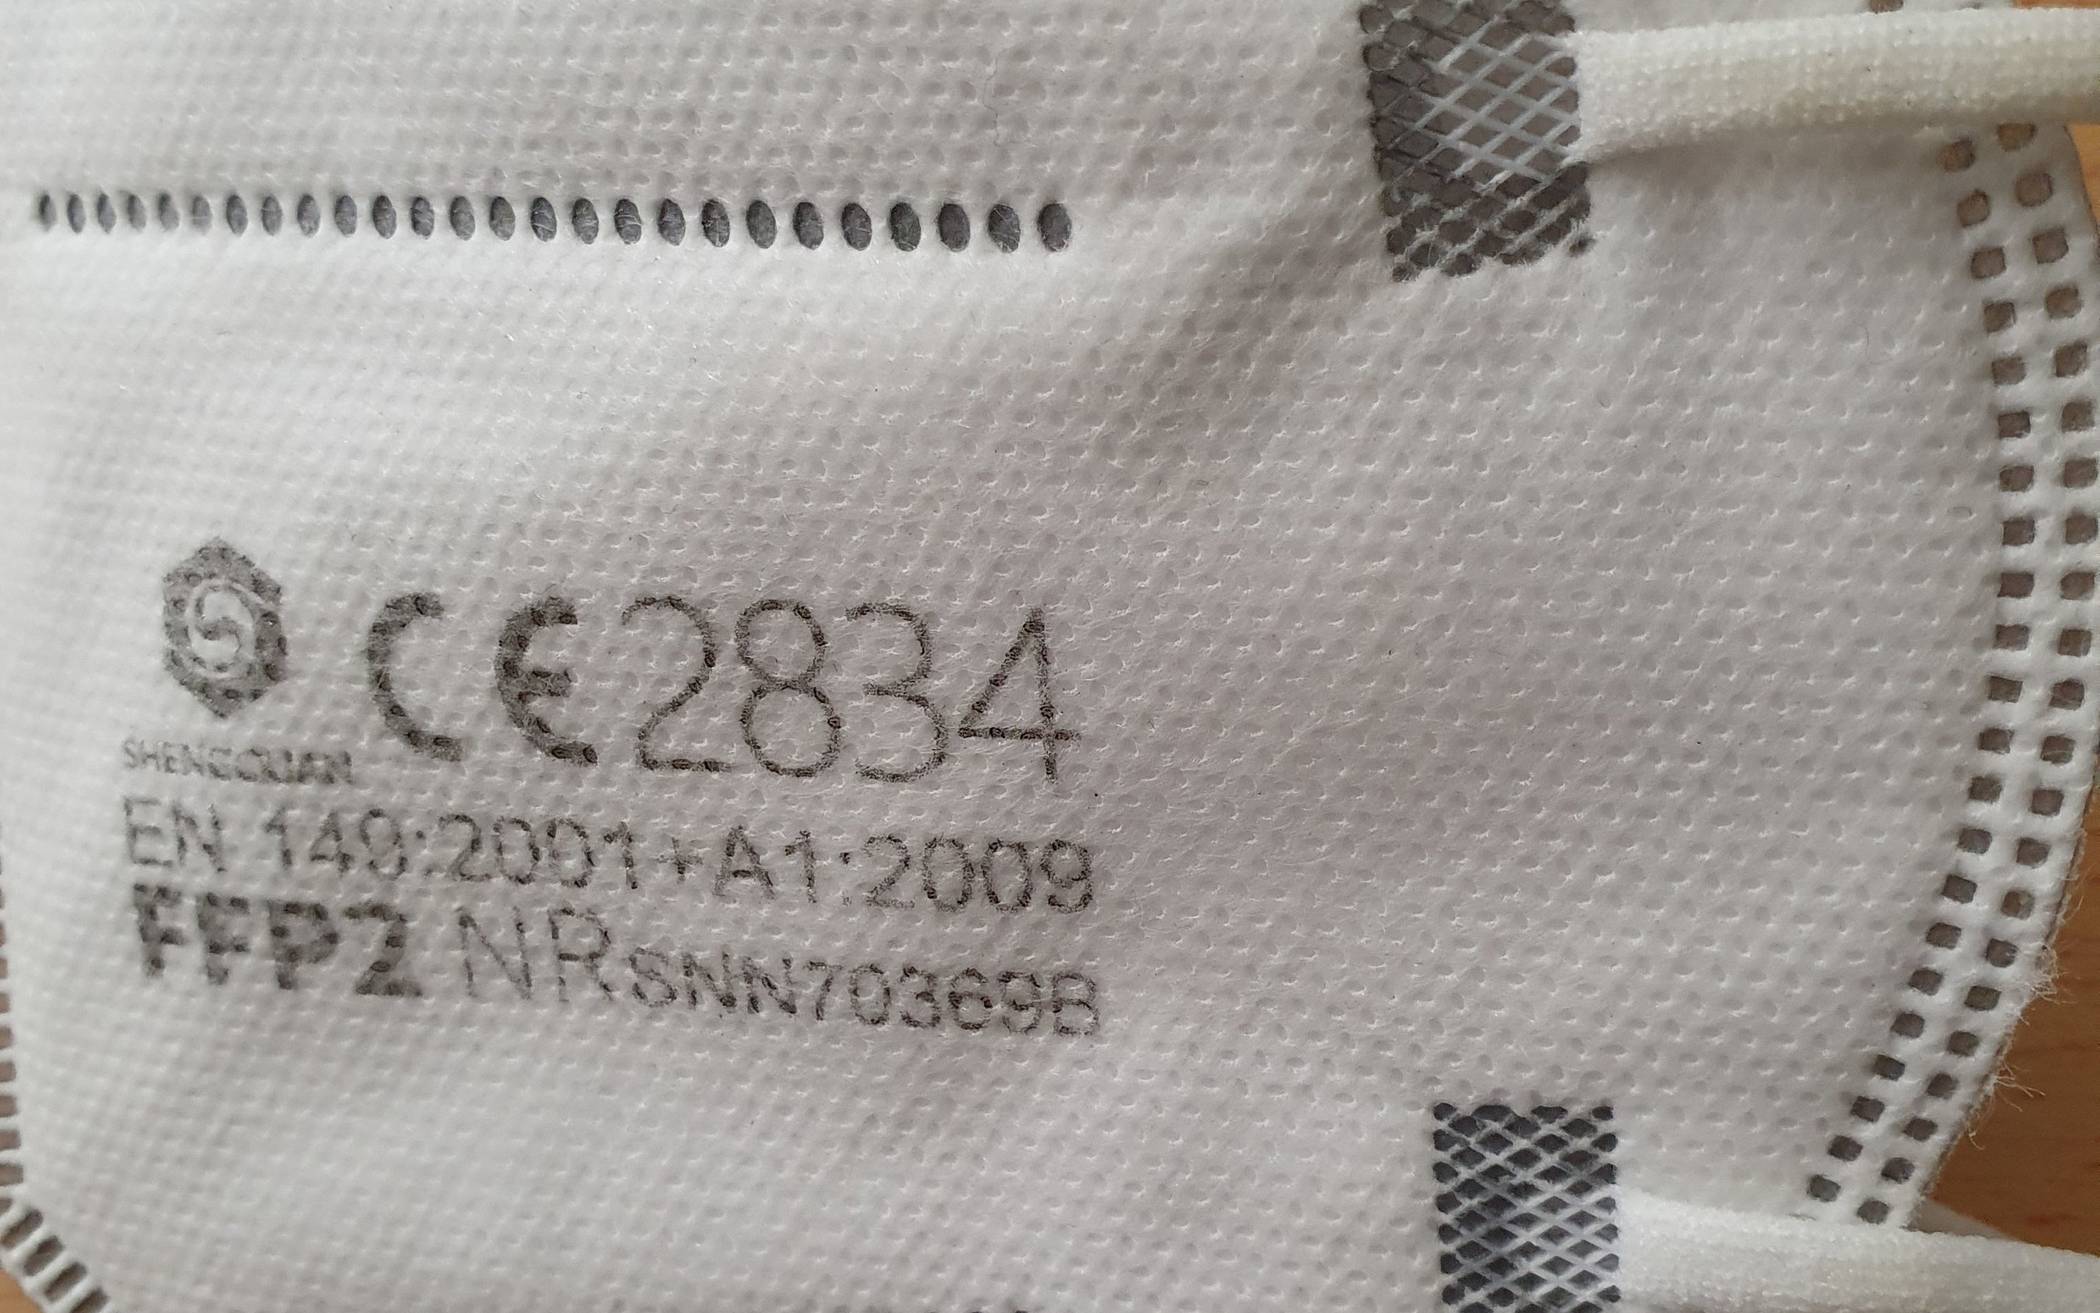 CE2834
SHENGQUAN
EN 149:2001+A1:2009
FFP2 NR SNN70369B